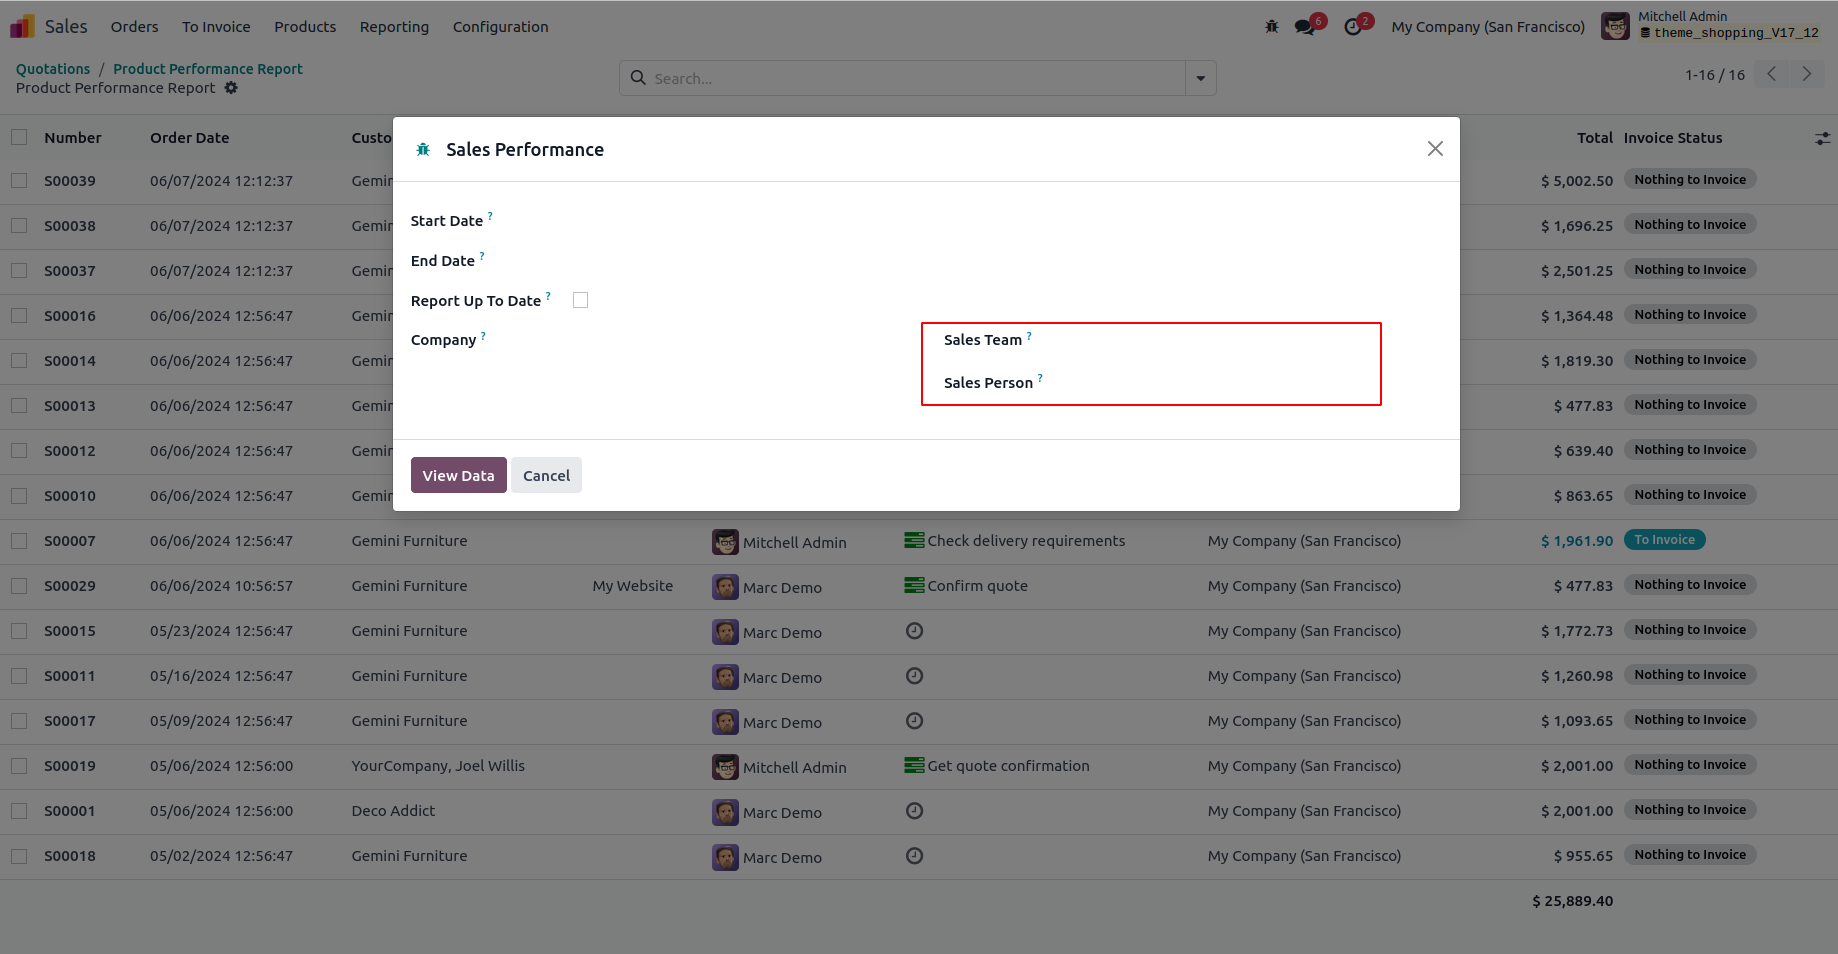 Sales Orders To Invoice Products Reporting Configuration 6 2 My Company (San Francisco) Mitchell Admin
theme_shopping_V17_12
Quotations / Product Performance Report
Product Performance Report
Search...
1-16 / 16
Number Order Date Custo Total Invoice Status
S00039 06/07/2024 12:12:37 Gemin $ 5,002.50 Nothing to Invoice
S00038 06/07/2024 12:12:37 Gemin $ 1,696.25 Nothing to Invoice
S00037 06/07/2024 12:12:37 Gemin $ 2,501.25 Nothing to Invoice
S00016 06/06/2024 12:56:47 Gemin $ 1,364.48 Nothing to Invoice
S00014 06/06/2024 12:56:47 Gemin $ 1,819.30 Nothing to Invoice
S00013 06/06/2024 12:56:47 Gemin $ 477.83 Nothing to Invoice
S00012 06/06/2024 12:56:47 Gemin $ 639.40 Nothing to Invoice
S00010 06/06/2024 12:56:47 Gemin $ 863.65 Nothing to Invoice
Sales Performance
Start Date ?
End Date ?
Report Up To Date ?
Company ?
Sales Team ?
Sales Person ?
View Data Cancel
S00007 06/06/2024 12:56:47 Gemini Furniture Mitchell Admin Check delivery requirements My Company (San Francisco) $ 1,961.90 To Invoice
S00029 06/06/2024 10:56:57 Gemini Furniture My Website Marc Demo Confirm quote My Company (San Francisco) $ 477.83 Nothing to Invoice
S00015 05/23/2024 12:56:47 Gemini Furniture Marc Demo My Company (San Francisco) $ 1,772.73 Nothing to Invoice
S00011 05/16/2024 12:56:47 Gemini Furniture Marc Demo My Company (San Francisco) $ 1,260.98 Nothing to Invoice
S00017 05/09/2024 12:56:47 Gemini Furniture Marc Demo My Company (San Francisco) $ 1,093.65 Nothing to Invoice
S00019 05/06/2024 12:56:00 YourCompany, Joel Willis Mitchell Admin Get quote confirmation My Company (San Francisco) $ 2,001.00 Nothing to Invoice
S00001 05/06/2024 12:56:00 Deco Addict Marc Demo My Company (San Francisco) $ 2,001.00 Nothing to Invoice
S00018 05/02/2024 12:56:47 Gemini Furniture Marc Demo My Company (San Francisco) $ 955.65 Nothing to Invoice
$ 25,889.40